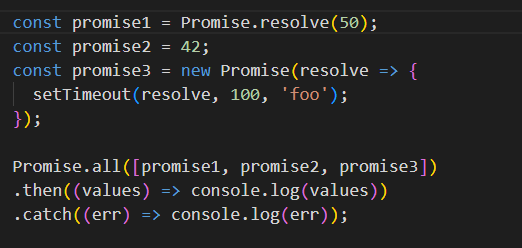 const promise1 = Promise.resolve(50);
const promise2 = 42;
const promise3 = new Promise(resolve => {
  setTimeout(resolve, 100, 'foo');
});

Promise.all([promise1, promise2, promise3])
.then((values) => console.log(values))
.catch((err) => console.log(err));